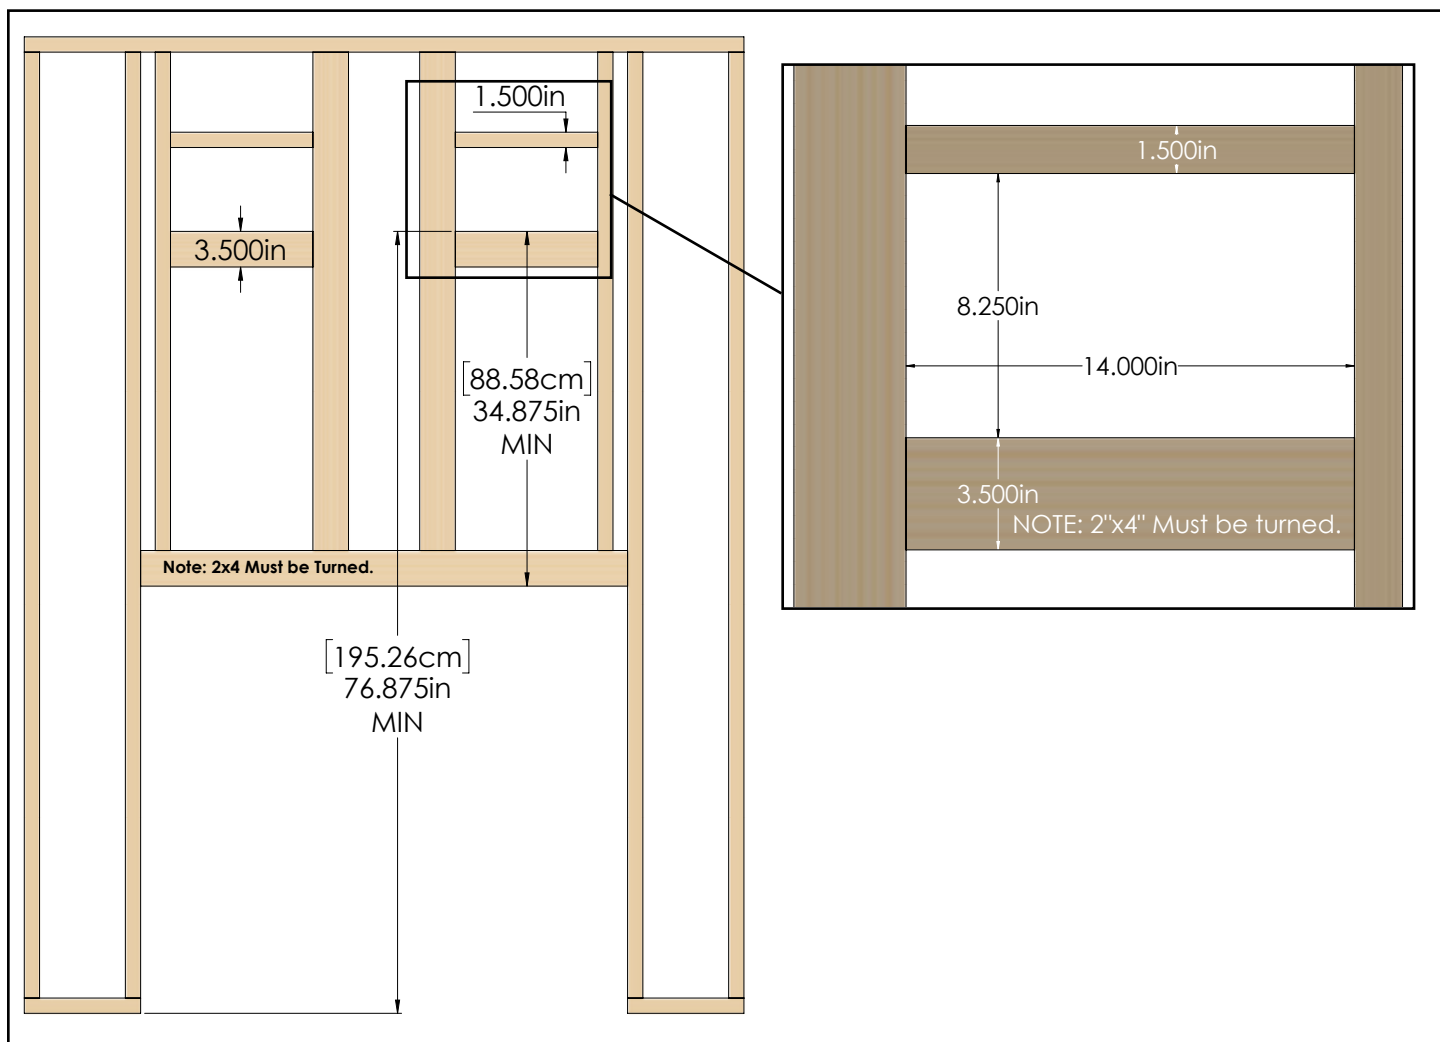 1.500in
3.500in
[88.58cm]
34.875in
MIN
Note: 2x4 Must be Turned.
[195.26cm]
76.875in
MIN
1.500in
8.250in
14.000in
3.500in
NOTE: 2"x4" Must be turned.